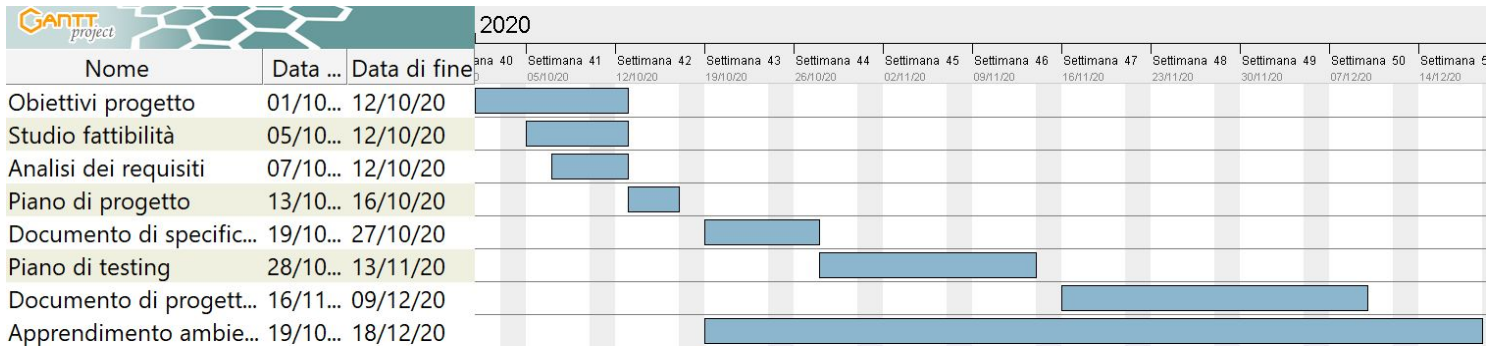 GANTT
project
2020
Nome Data ... Data di fine
ana 40 Settimana 41 Settimana 42 Settimana 43 Settimana 44 Settimana 45 Settimana 46 Settimana 47 Settimana 48 Settimana 49 Settimana 50 Settimana 5
0 05/10/20 12/10/20 19/10/20 26/10/20 02/11/20 09/11/20 16/11/20 23/11/20 30/11/20 07/12/20 14/12/20
Obiettivi progetto 01/10... 12/10/20
Studio fattibilità 05/10... 12/10/20
Analisi dei requisiti 07/10... 12/10/20
Piano di progetto 13/10... 16/10/20
Documento di specific... 19/10... 27/10/20
Piano di testing 28/10... 13/11/20
Documento di progett... 16/11... 09/12/20
Apprendimento ambie... 19/10... 18/12/20